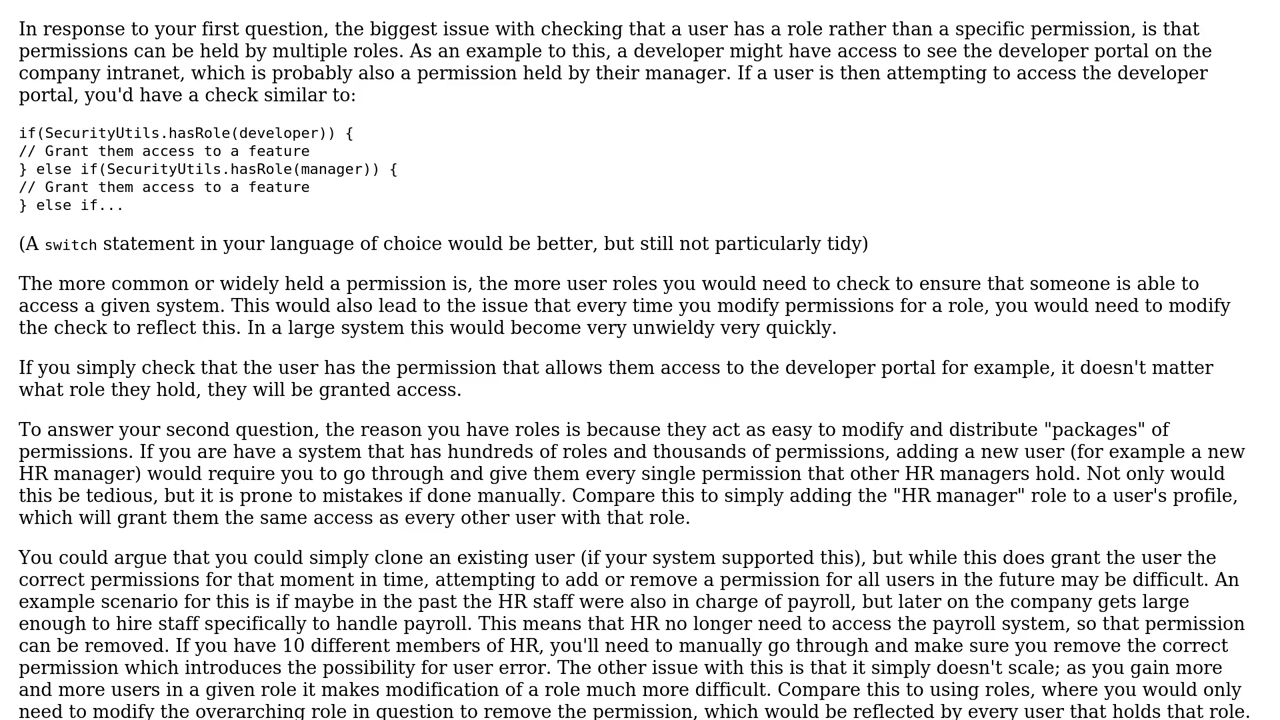 In response to your first question, the biggest issue with checking that a user has a role rather than a specific permission, is that
permissions can be held by multiple roles. As an example to this, a developer might have access to see the developer portal on the
company intranet, which is probably also a permission held by their manager. If a user is then attempting to access the developer
portal, you'd have a check similar to:
if(SecurityUtils.hasRole(developer)) {
// Grant them access to a feature
} else if(SecurityUtils.hasRole(manager)) {
// Grant them access to a feature
} else if...
(A switch statement in your language of choice would be better, but still not particularly tidy)
The more common or widely held a permission is, the more user roles you would need to check to ensure that someone is able to
access a given system. This would also lead to the issue that every time you modify permissions for a role, you would need to modify
the check to reflect this. In a large system this would become very unwieldy very quickly.
If you simply check that the user has the permission that allows them access to the developer portal for example, it doesn't matter
what role they hold, they will be granted access.
To answer your second question, the reason you have roles is because they act as easy to modify and distribute "packages" of
permissions. If you are have a system that has hundreds of roles and thousands of permissions, adding a new user (for example a new
HR manager) would require you to go through and give them every single permission that other HR managers hold. Not only would
this be tedious, but it is prone to mistakes if done manually. Compare this to simply adding the "HR manager" role to a user's profile,
which will grant them the same access as every other user with that role.
You could argue that you could simply clone an existing user (if your system supported this), but while this does grant the user the
correct permissions for that moment in time, attempting to add or remove a permission for all users in the future may be difficult. An
example scenario for this is if maybe in the past the HR staff were also in charge of payroll, but later on the company gets large
enough to hire staff specifically to handle payroll. This means that HR no longer need to access the payroll system, so that permission
can be removed. If you have 10 different members of HR, you'll need to manually go through and make sure you remove the correct
permission which introduces the possibility for user error. The other issue with this is that it simply doesn't scale; as you gain more
and more users in a given role it makes modification of a role much more difficult. Compare this to using roles, where you would only
need to modify the overarching role in question to remove the permission, which would be reflected by every user that holds that role.